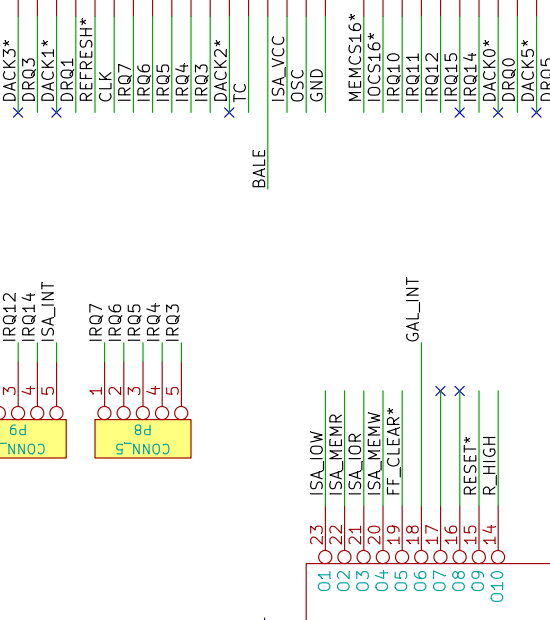 DACK3*
DRQ3
DACK1*
DRQ1
REFRESH*
CLK
IRQ7
IRQ6
IRQ5
IRQ4
IRQ3
DACK2*
TC
BALE
ISA_VCC
OSC
GND
MEMCS16*
IOCS16*
IRQ10
IRQ11
IRQ12
IRQ15
IRQ14
DACK0*
DRQ0
DACK5*
DRQ5
IRQ12
IRQ14
ISA_INT
3
4
5
P9
CONN_5
IRQ7
IRQ6
IRQ5
IRQ4
IRQ3
1
2
3
4
5
P8
CONN_5
GAL_INT
ISA_IOW
ISA_MEMR
ISA_IOR
ISA_MEMW
FF_CLEAR*
RESET*
R_HIGH
23
22
21
20
19
18
17
16
15
14
O1
O2
O3
O4
O5
O6
O7
O8
O9
O10